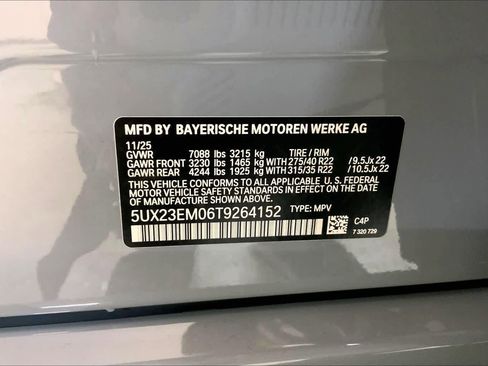 MFD BY BAYERISCHE MOTOREN WERKE AG
11/25
GVWR 7088 lbs 3215 kg TIRE / RIM
GAWR FRONT 3230 lbs 1465 kg WITH 275/40 R22 / 9.5Jx 22
GAWR REAR 4244 lbs 1925 kg WITH 315/35 R22 / 10.5Jx 22
THIS VEHICLE CONFORMS TO ALL APPLICABLE U.S. FEDERAL
MOTOR VEHICLE SAFETY STANDARDS IN EFFECT ON THE DATE
OF MANUFACTURE SHOWN ABOVE.
5UX23EM06T9264152 TYPE: MPV
C4P
7 320 729